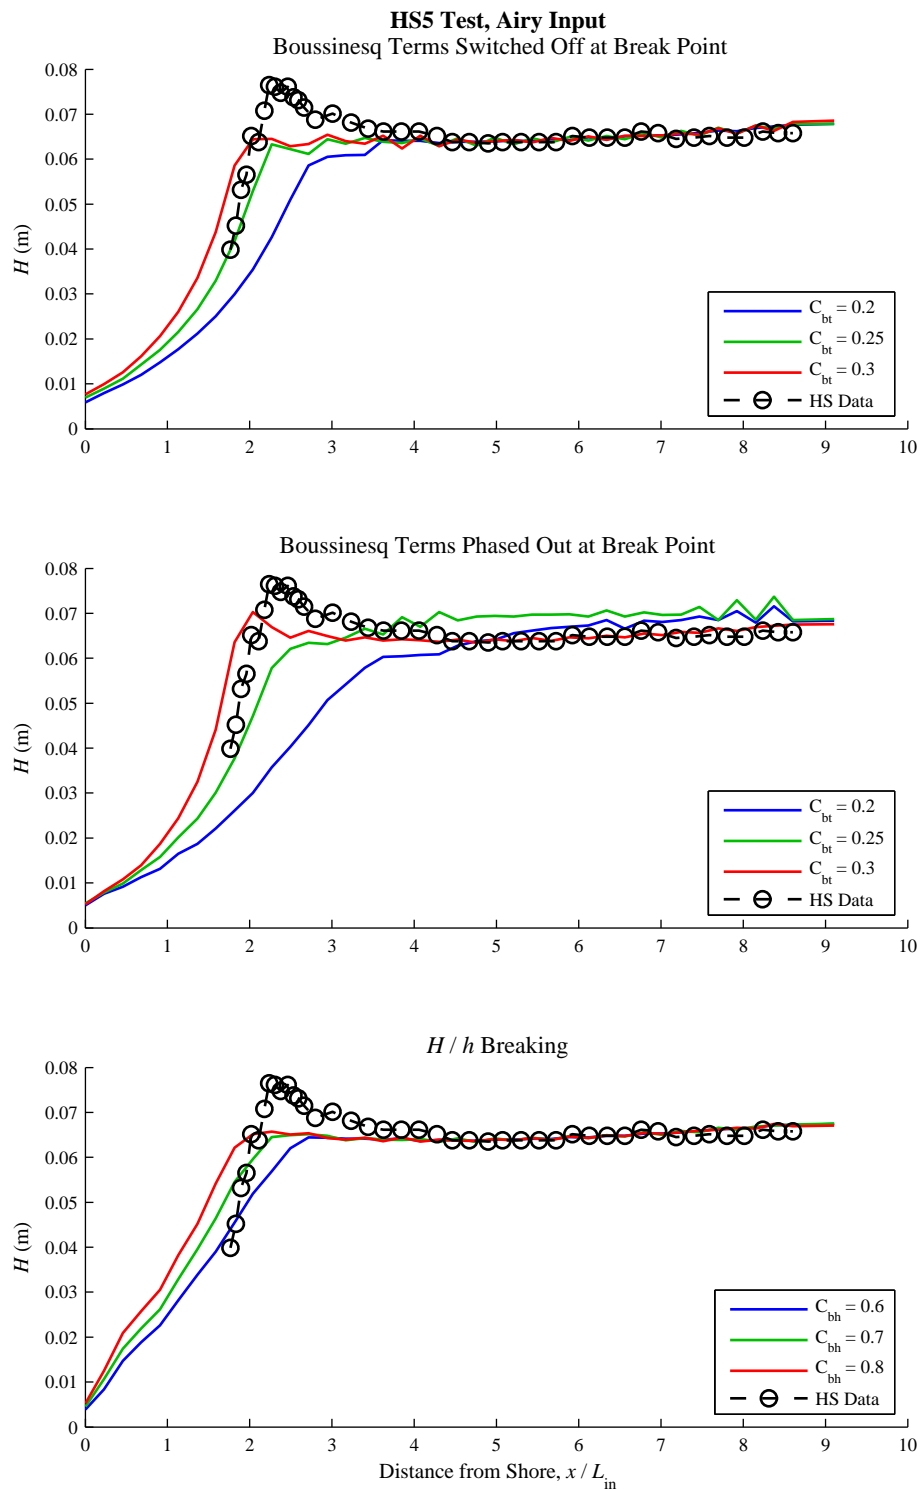 HS5 Test, Airy Input
Boussinesq Terms Switched Off at Break Point
0.08
0.07
0.06
0.05
0.04
0.03
0.02
0.01
0
H (m)
C_bt = 0.2
C_bt = 0.25
C_bt = 0.3
HS Data
0 1 2 3 4 5 6 7 8 9 10
Boussinesq Terms Phased Out at Break Point
0.08
0.07
0.06
0.05
0.04
0.03
0.02
0.01
0
H (m)
C_bt = 0.2
C_bt = 0.25
C_bt = 0.3
HS Data
0 1 2 3 4 5 6 7 8 9 10
H / h Breaking
0.08
0.07
0.06
0.05
0.04
0.03
0.02
0.01
0
H (m)
C_bh = 0.6
C_bh = 0.7
C_bh = 0.8
HS Data
0 1 2 3 4 5 6 7 8 9 10
Distance from Shore, x / L_in